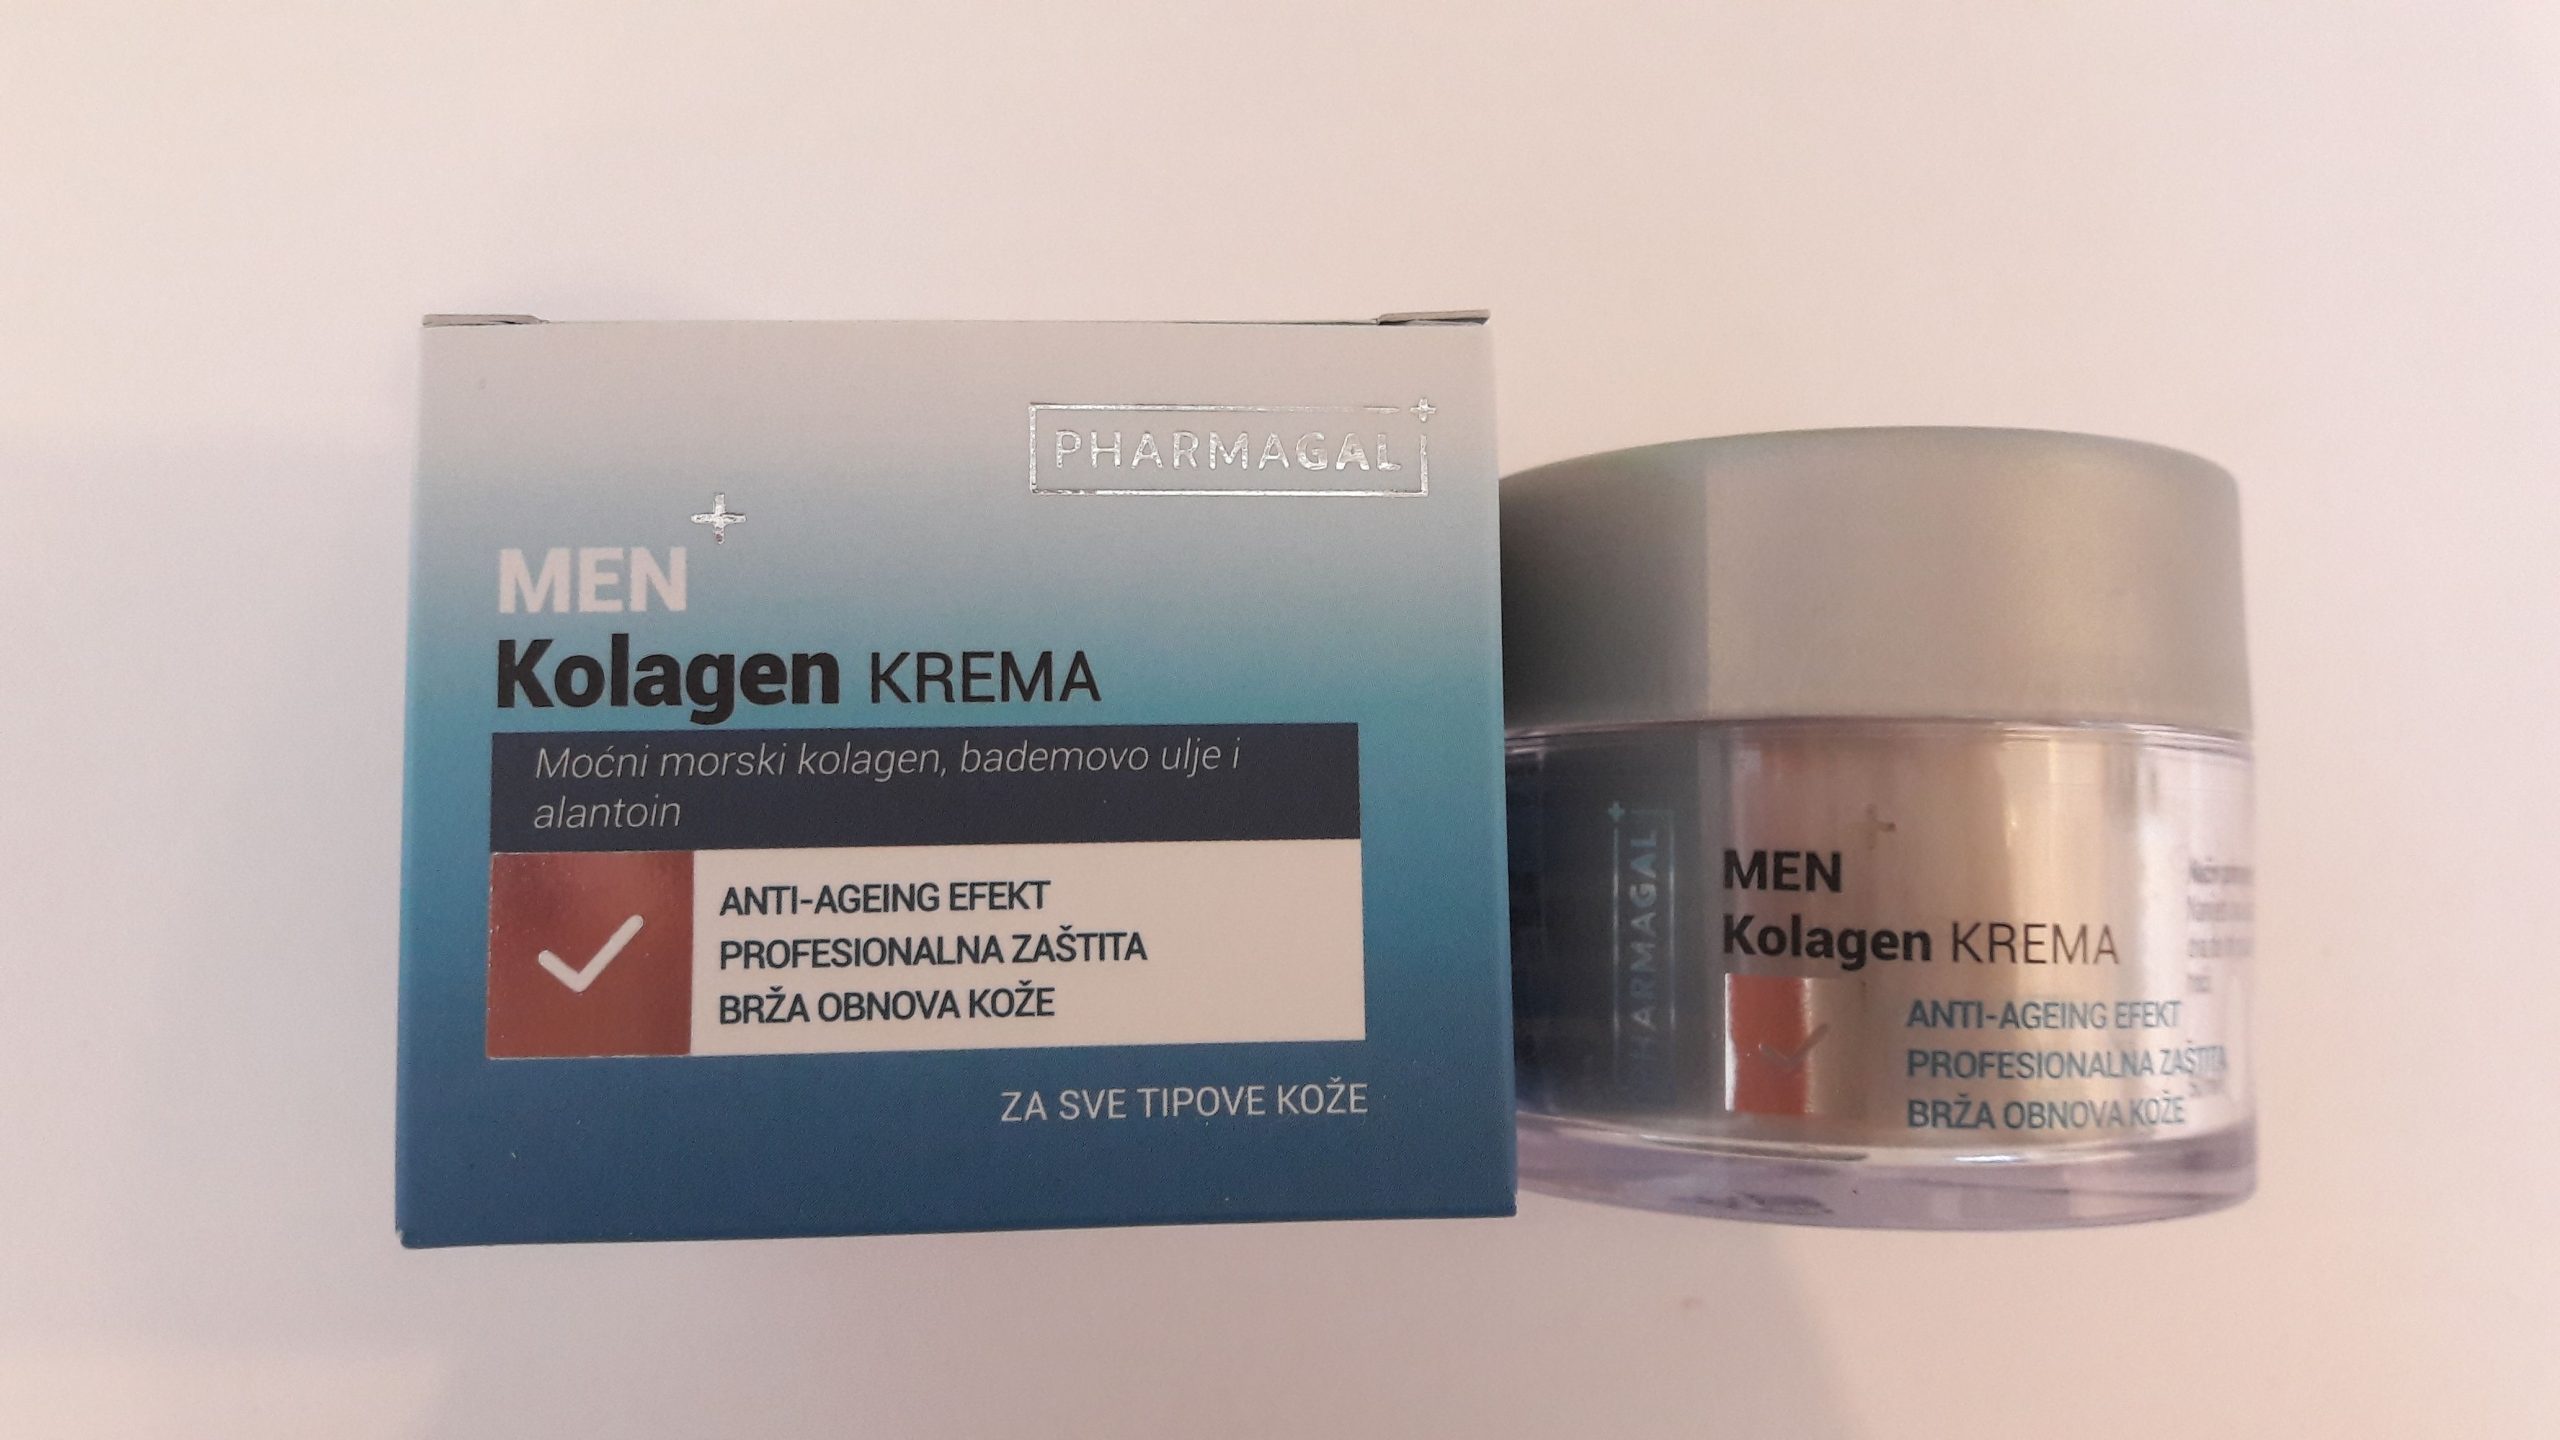 PHARMAGAL
MEN
Kolagen KREMA
Moćni morski kolagen, bademovo ulje i
alantoin
ANTI-AGEING EFEKT
PROFESIONALNA ZAŠTITA
BRŽA OBNOVA KOŽE
ZA SVE TIPOVE KOŽE
PHARMAGAL
MEN
Kolagen KREMA
ANTI-AGEING EFEKT
PROFESIONALNA ZAŠTITA
BRŽA OBNOVA KOŽE